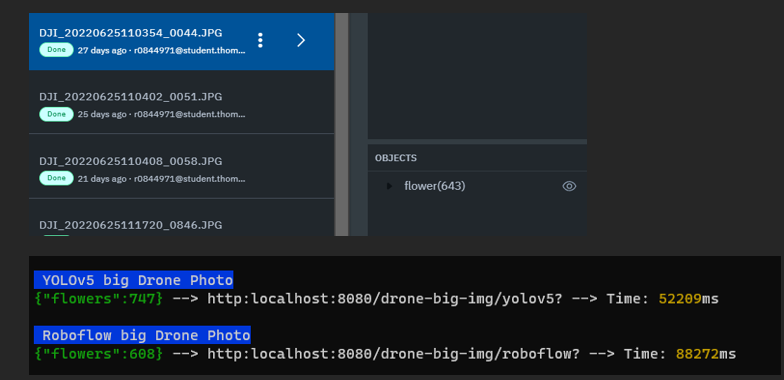 DJI_20220625110354_0044.JPG
Done 27 days ago · r0844971@student.thom...
DJI_20220625110402_0051.JPG
Done 25 days ago · r0844971@student.thom...
DJI_20220625110408_0058.JPG
Done 21 days ago · r0844971@student.thom...
DJI_20220625111720_0846.JPG
OBJECTS
flower(643)
YOLOv5 big Drone Photo
{"flowers":747} --> http:localhost:8080/drone-big-img/yolov5? --> Time: 52209ms
Roboflow big Drone Photo
{"flowers":608} --> http:localhost:8080/drone-big-img/roboflow? --> Time: 88272ms